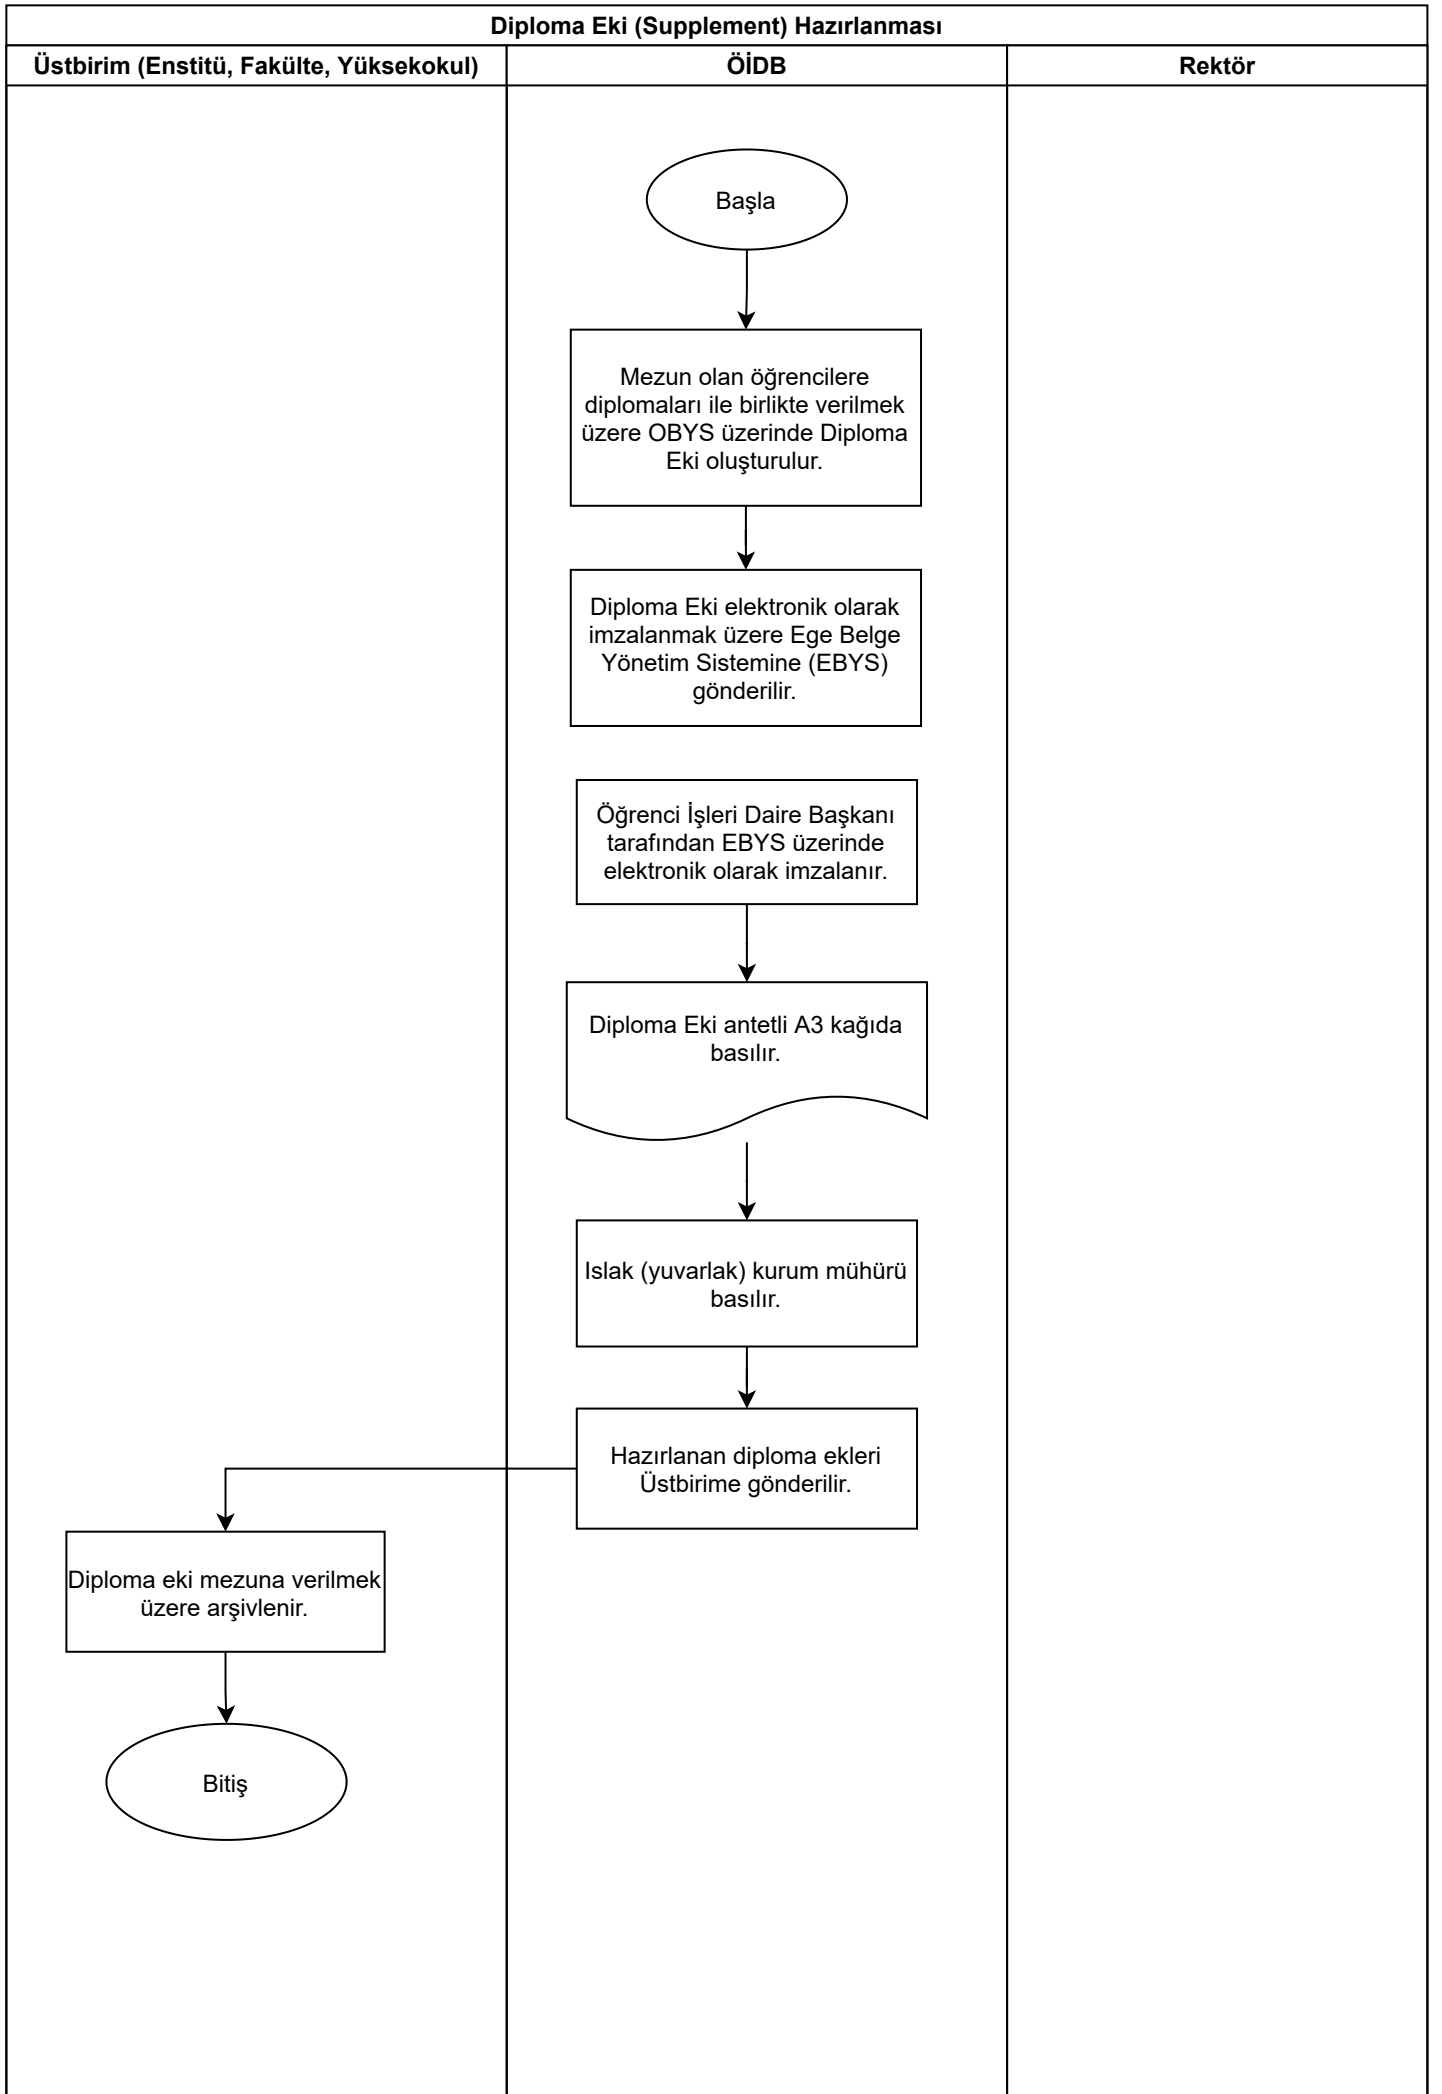 Diploma Eki (Supplement) Hazırlanması
Üstbirim (Enstitü, Fakülte, Yüksekokul)
ÖİDB
Rektör
Başla
Mezun olan öğrencilere
diplomaları ile birlikte verilmek
üzere OBYS üzerinde Diploma
Eki oluşturulur.
Diploma Eki elektronik olarak
imzalanmak üzere Ege Belge
Yönetim Sistemine (EBYS)
gönderilir.
Öğrenci İşleri Daire Başkanı
tarafından EBYS üzerinde
elektronik olarak imzalanır.
Diploma Eki antetli A3 kağıda
basılır.
Islak (yuvarlak) kurum mühürü
basılır.
Hazırlanan diploma ekleri
Üstbirime gönderilir.
Diploma eki mezuna verilmek
üzere arşivlenir.
Bitiş